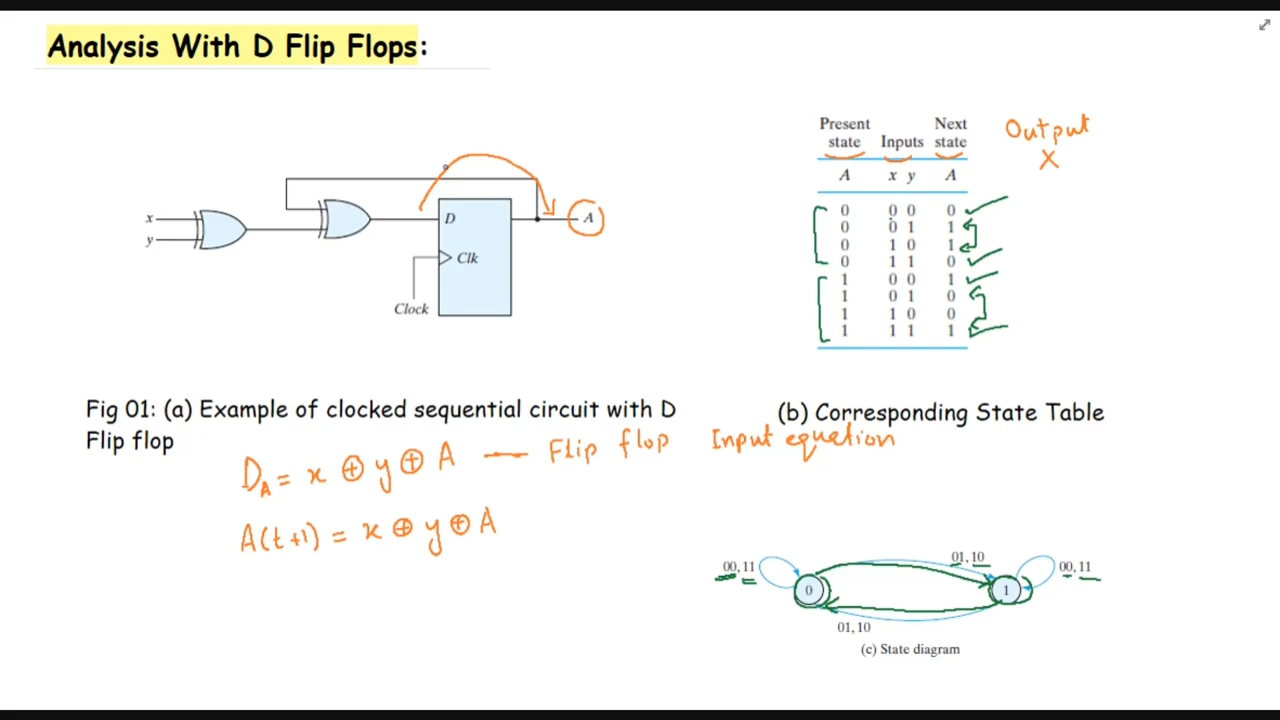 Analysis With D Flip Flops:
x
y
D
Clk
Clock
A
Present Next
state Inputs state
A x y A
0 0 0 0
0 0 1 1
0 1 0 1
0 1 1 0
1 0 0 1
1 0 1 0
1 1 0 0
1 1 1 1
Output
X
Fig 01: (a) Example of clocked sequential circuit with D
Flip flop
(b) Corresponding State Table
D_A = x ⊕ y ⊕ A — Flip flop Input equation
A(t+1) = x ⊕ y ⊕ A
00, 11
0
01, 10
1
00, 11
01, 10
(c) State diagram